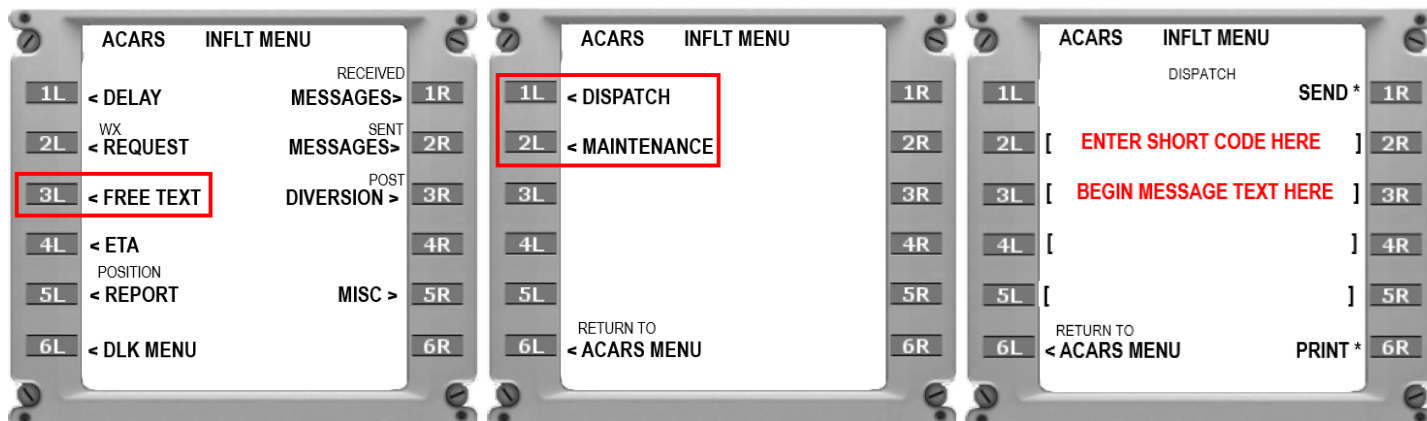 ACARS INFLT MENU
RECEIVED
1L < DELAY MESSAGES> 1R
WX SENT
2L < REQUEST MESSAGES> 2R
POST
3L < FREE TEXT DIVERSION > 3R
4L < ETA 4R
POSITION
5L < REPORT MISC > 5R
6L < DLK MENU 6R
ACARS INFLT MENU
1L < DISPATCH 1R
2L < MAINTENANCE 2R
3L 3R
4L 4R
5L 5R
RETURN TO
6L < ACARS MENU 6R
ACARS INFLT MENU
DISPATCH
1L SEND * 1R
2L [ ENTER SHORT CODE HERE ] 2R
3L [ BEGIN MESSAGE TEXT HERE ] 3R
4L [ ] 4R
5L [ ] 5R
RETURN TO
6L < ACARS MENU PRINT * 6R